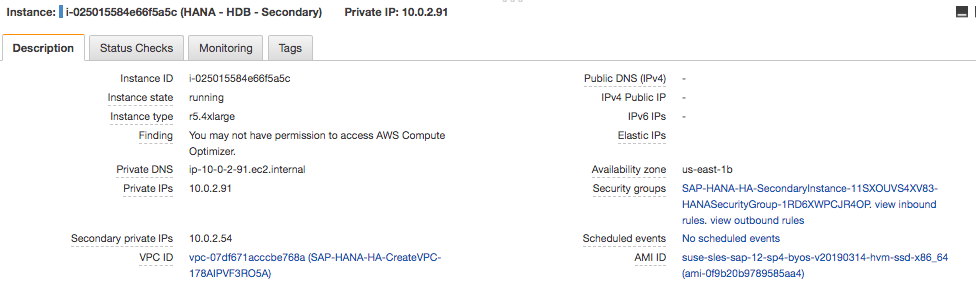 Instance: i-025015584e66f5a5c (HANA - HDB - Secondary) Private IP: 10.0.2.91
Description Status Checks Monitoring Tags
Instance ID i-025015584e66f5a5c Public DNS (IPv4) -
Instance state running IPv4 Public IP -
Instance type r5.4xlarge IPv6 IPs -
Finding You may not have permission to access AWS Compute Elastic IPs
Optimizer.
Private DNS ip-10-0-2-91.ec2.internal Availability zone us-east-1b
Private IPs 10.0.2.91 Security groups SAP-HANA-HA-SecondaryInstance-11SXOUVS4XV83-
HANASecurityGroup-1RD6XWPCJR4OP. view inbound
rules. view outbound rules
Secondary private IPs 10.0.2.54 Scheduled events No scheduled events
VPC ID vpc-07df671acccbe768a (SAP-HANA-HA-CreateVPC- AMI ID suse-sles-sap-12-sp4-byos-v20190314-hvm-ssd-x86_64
178AIPVF3RO5A) (ami-0f9b20b9789585aa4)